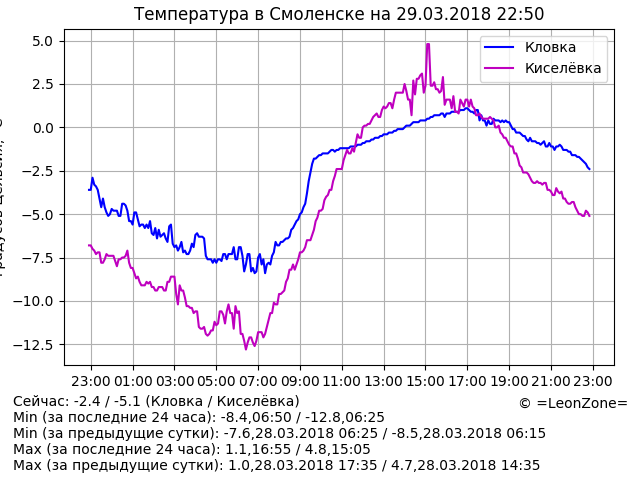 Температура в Смоленске на 29.03.2018 22:50
Кловка
Киселёвка
5.0
2.5
0.0
−2.5
−5.0
−7.5
−10.0
−12.5
23:00 01:00 03:00 05:00 07:00 09:00 11:00 13:00 15:00 17:00 19:00 21:00 23:00
Сейчас: -2.4 / -5.1 (Кловка / Киселёвка)
© =LeonZone=
Min (за последние 24 часа): -8.4,06:50 / -12.8,06:25
Min (за предыдущие сутки): -7.6,28.03.2018 06:25 / -8.5,28.03.2018 06:15
Max (за последние 24 часа): 1.1,16:55 / 4.8,15:05
Max (за предыдущие сутки): 1.0,28.03.2018 17:35 / 4.7,28.03.2018 14:35